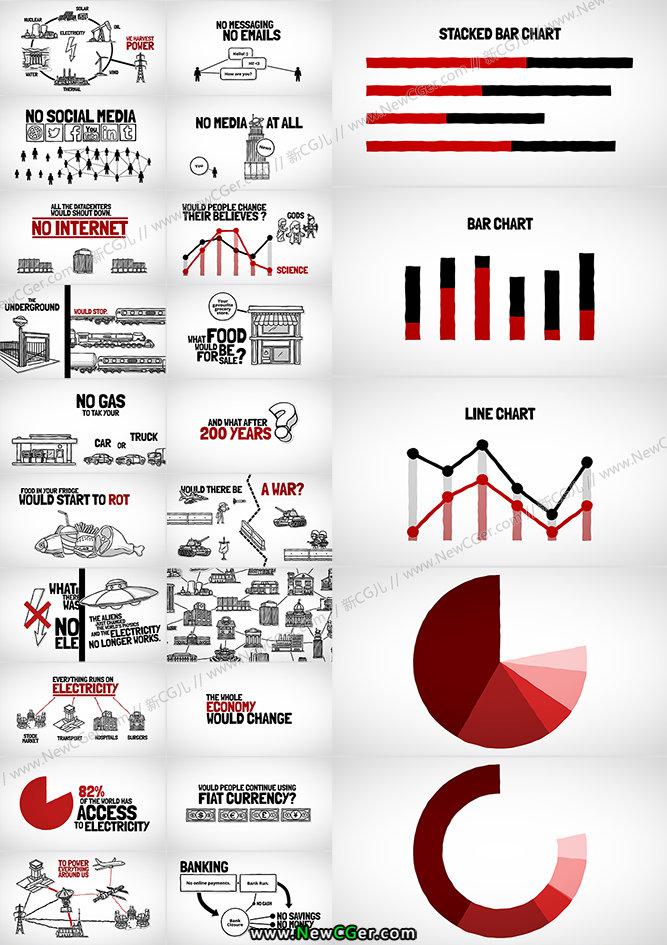 SOLAR
NUCLEAR
OIL
ELECTRICITY
WE HARVEST
POWER
WATER
WIND
THERMAL
NO MESSAGING
NO EMAILS
Hello! :)
Hi! <3
How are you?
NO SOCIAL MEDIA
You
in
t
NO MEDIA AT ALL
News
You
ALL THE DATACENTERS
WOULD SHOUT DOWN.
NO INTERNET
WOULD PEOPLE CHANGE
THEIR BELIEVES ?
GODS
SCIENCE
THE
UNDERGROUND
WOULD STOP.
Your
gavourite
grocery
store.
WHAT FOOD
WOULD BE
FOR SALE?
NO GAS
TO TAK YOUR
CAR OR TRUCK
AND WHAT AFTER
200 YEARS
?
FOOD IN YOUR FRIDGE
WOULD START TO ROT
WOULD THERE BE A WAR?
WHAT
THERE
WAS
NO
ELE
THE ALIENS
JUST CHANGED
THE WORLD'S PHYSICS
AND THE ELECTRICITY
NO LONGER WORKS.
EVERYTHING RUNS ON
ELECTRICITY
STOCK
MARKET
TRANSPORT
HOSPITALS
BURGERS
THE WHOLE
ECONOMY
WOULD CHANGE
82%
OF THE WORLD HAS
ACCESS
TO ELECTRICITY
WOULD PEOPLE CONTINUE USING
FIAT CURRENCY?
$ € £ ¥
TO POWER
EVERYTHING
AROUND US
BANKING
No online payments.
Bank Run.
NO CASH
Bank
Closure
NO SAVINGS
NO MONEY
STACKED BAR CHART
BAR CHART
LINE CHART
www.NewCGer.com // 新CG儿 // www.NewCGer.com
www.NewCGer.com